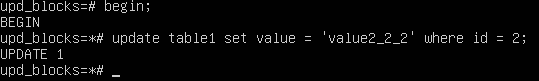 upd_blocks=# begin;
BEGIN
upd_blocks=*# update table1 set value = 'value2_2_2' where id = 2;
UPDATE 1
upd_blocks=*# _